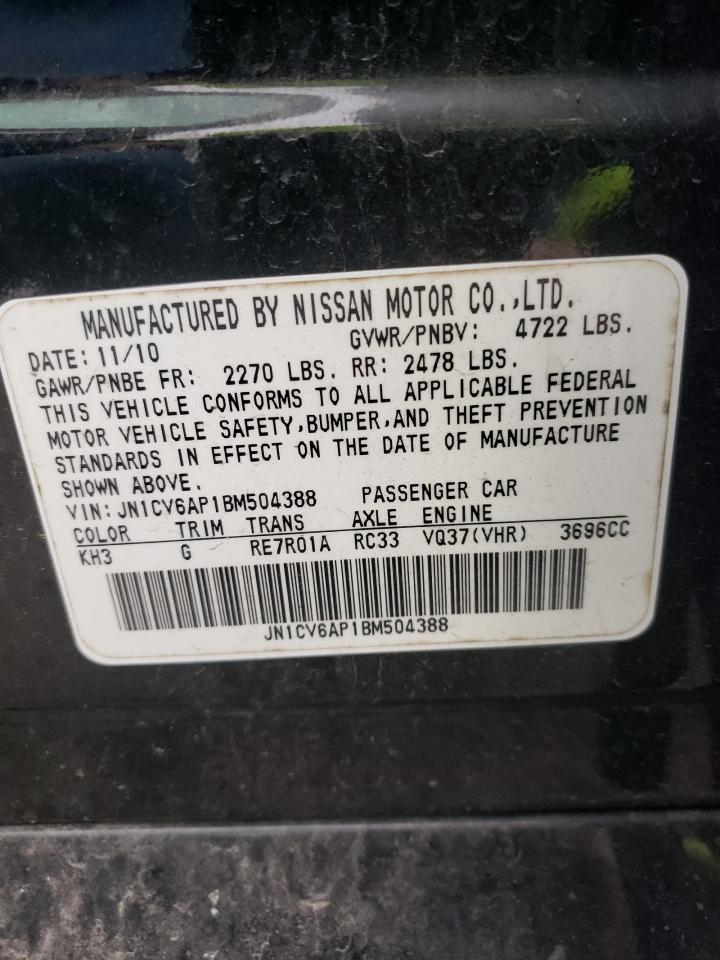 MANUFACTURED BY NISSAN MOTOR CO.,LTD.
DATE: 11/10 GVWR/PNBV: 4722 LBS.
GAWR/PNBE FR: 2270 LBS. RR: 2478 LBS.
THIS VEHICLE CONFORMS TO ALL APPLICABLE FEDERAL
MOTOR VEHICLE SAFETY,BUMPER,AND THEFT PREVENTION
STANDARDS IN EFFECT ON THE DATE OF MANUFACTURE
SHOWN ABOVE.
VIN: JN1CV6AP1BM504388 PASSENGER CAR
COLOR TRIM TRANS AXLE ENGINE
KH3 G RE7R01A RC33 VQ37(VHR) 3696CC
JN1CV6AP1BM504388